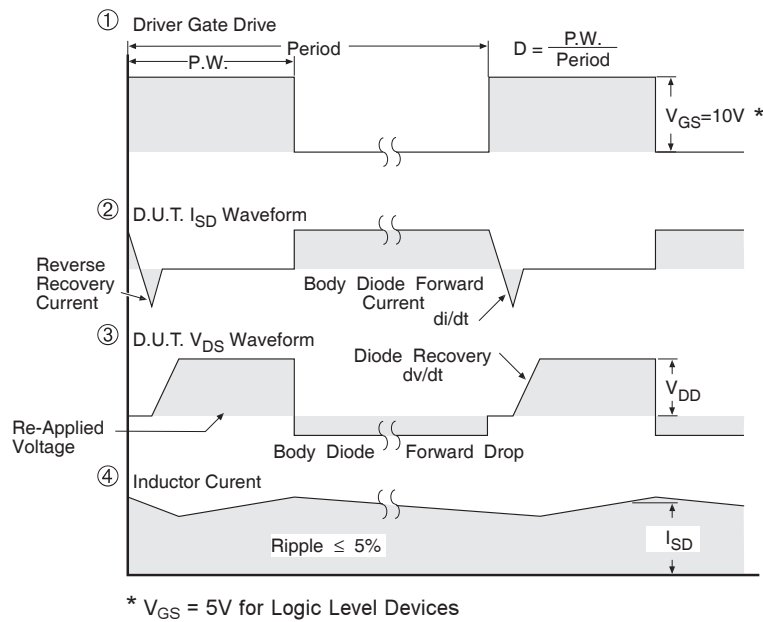 ① Driver Gate Drive
P.W.
Period
D = P.W. / Period
V_GS=10V *
② D.U.T. I_SD Waveform
Reverse
Recovery
Current
Body Diode Forward
Current
di/dt
③ D.U.T. V_DS Waveform
Diode Recovery
dv/dt
V_DD
Re-Applied
Voltage
Body Diode Forward Drop
④ Inductor Curent
Ripple ≤ 5%
I_SD
* V_GS = 5V for Logic Level Devices